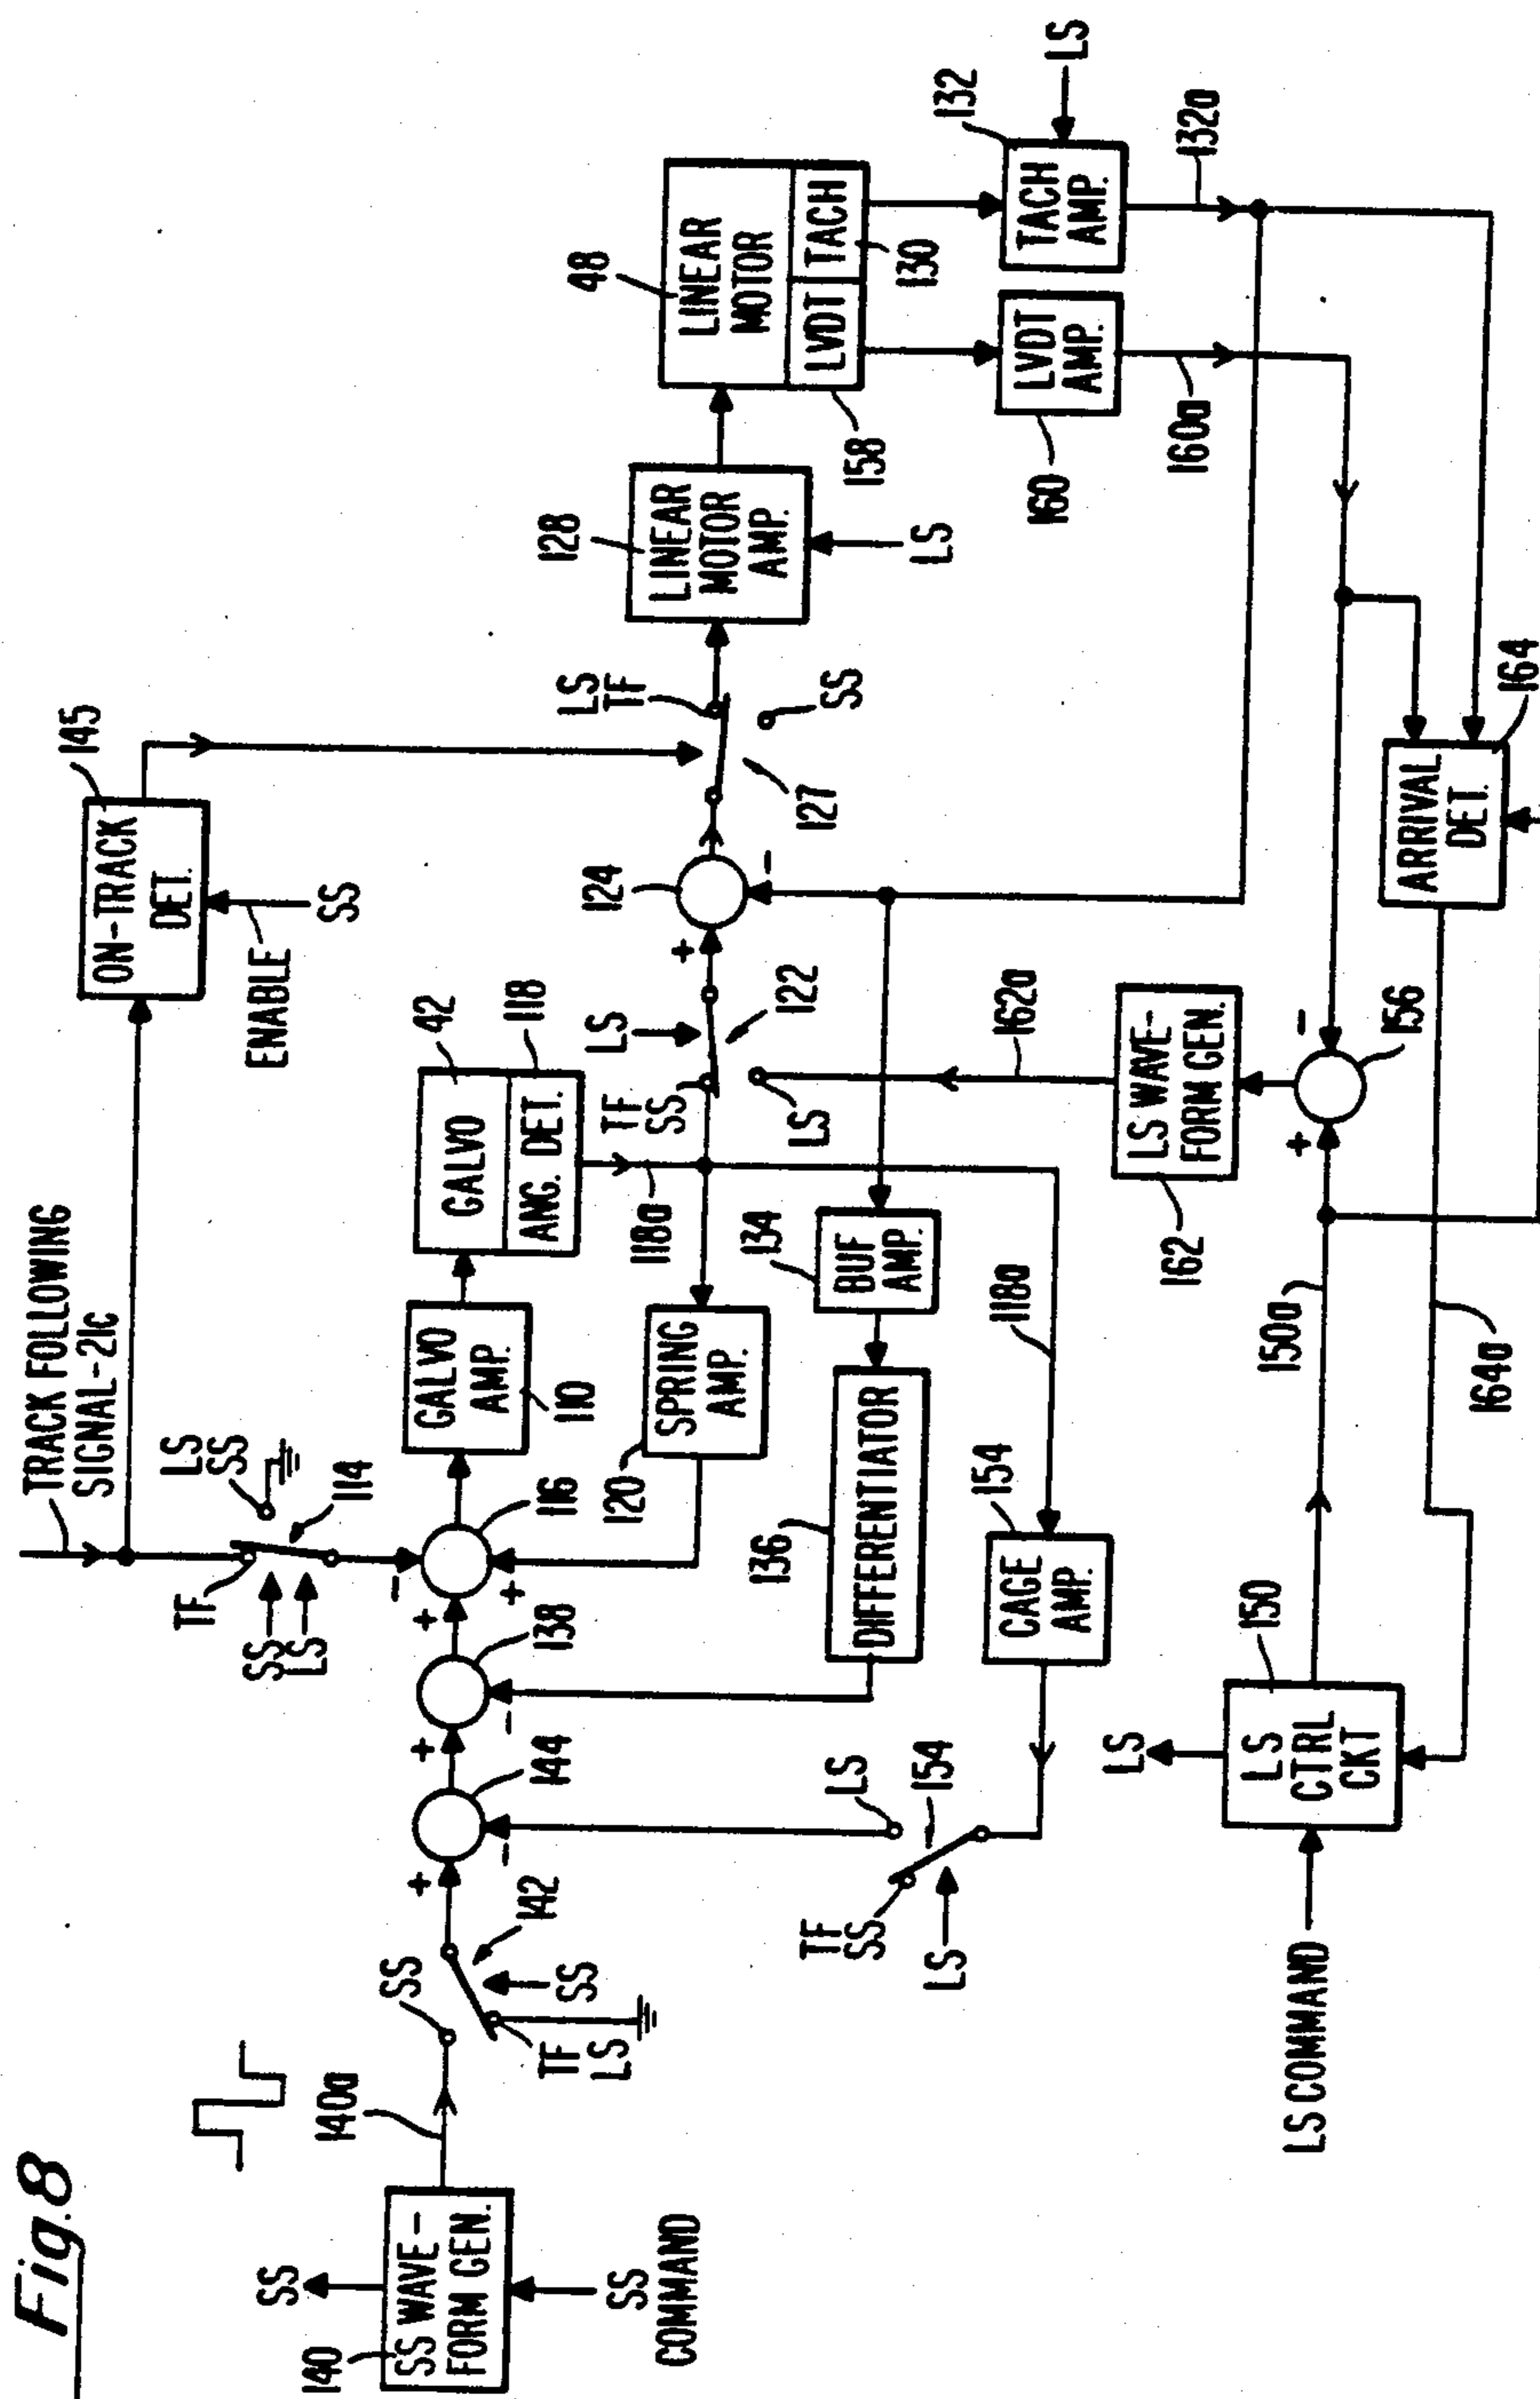 Fig. 8
TRACK FOLLOWING
SIGNAL-21c
145
ON-TRACK
DET.
ENABLE
SS
LS
SS
114
TF
SS
LS
42
GALVO
118
ANG. DET.
118a
GALVO
AMP.
110
116
-
+
+
138
+
-
144
+
-
SS
140
SS WAVE-
FORM GEN.
SS
COMMAND
140a
SS
142
SS
TF
LS
SPRING
AMP.
120
TF
SS
LS
122
LS
124
+
-
127
LS
TF
SS
128
LINEAR
MOTOR
AMP.
LS
48
LINEAR
MOTOR
LVDT
TACH
158
130
132
TACH
AMP.
LS
132a
LVDT
AMP.
160
160a
134
BUF
AMP.
136
DIFFERENTIATOR
118a
154
CAGE
AMP.
LS
154
TF
SS
LS
162a
LS WAVE-
FORM GEN.
162
156
+
-
164
ARRIVAL
DET.
150a
164a
150
LS
CTRL
CKT
LS
LS COMMAND